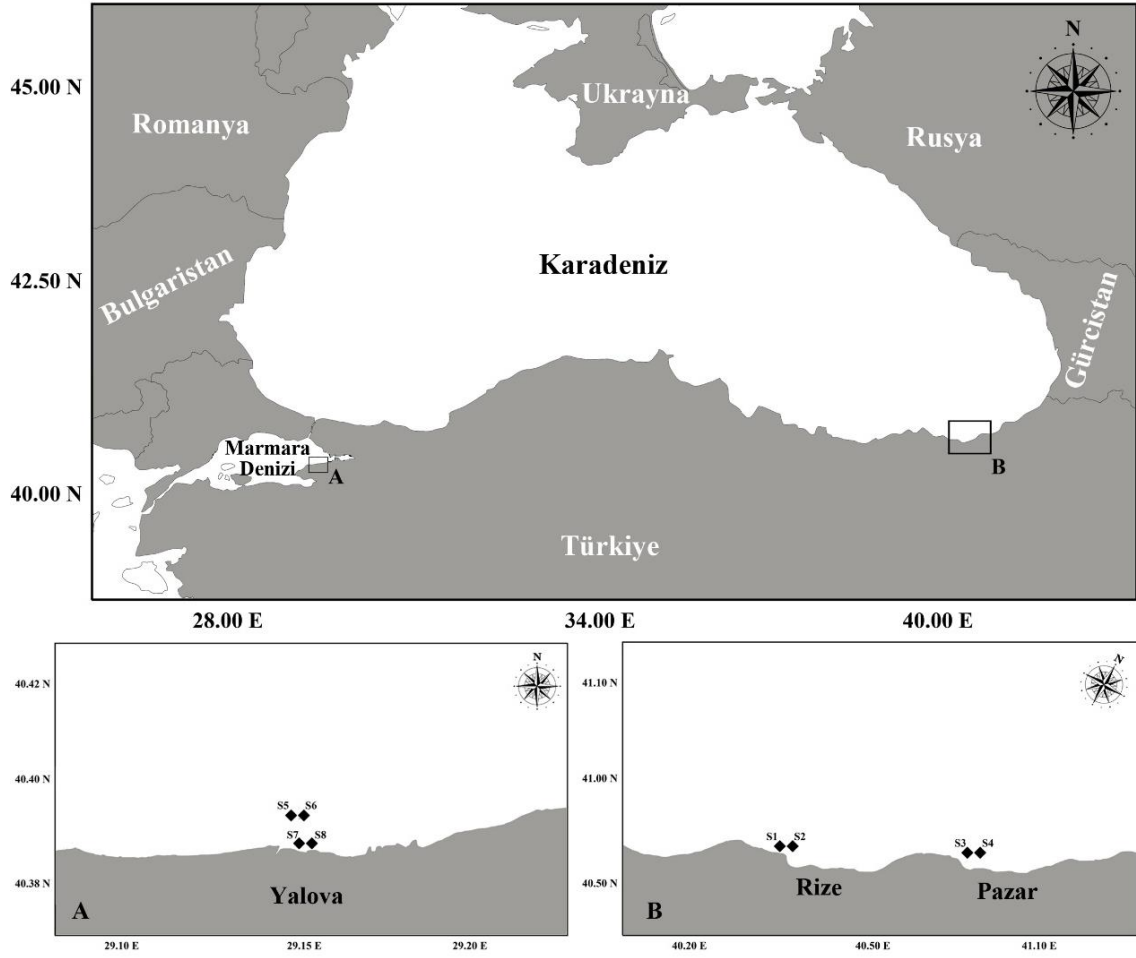 N
45.00 N
Romanya
Ukrayna
Rusya
Bulgaristan
42.50 N
Karadeniz
Gürcistan
Marmara
Denizi
A
B
40.00 N
Türkiye
28.00 E
34.00 E
40.00 E
N
40.42 N
40.40 N
S5
S6
S7
S8
40.38 N
Yalova
A
29.10 E
29.15 E
29.20 E
N
41.10 N
41.00 N
S1
S2
S3
S4
40.50 N
Rize
Pazar
B
40.20 E
40.50 E
41.10 E